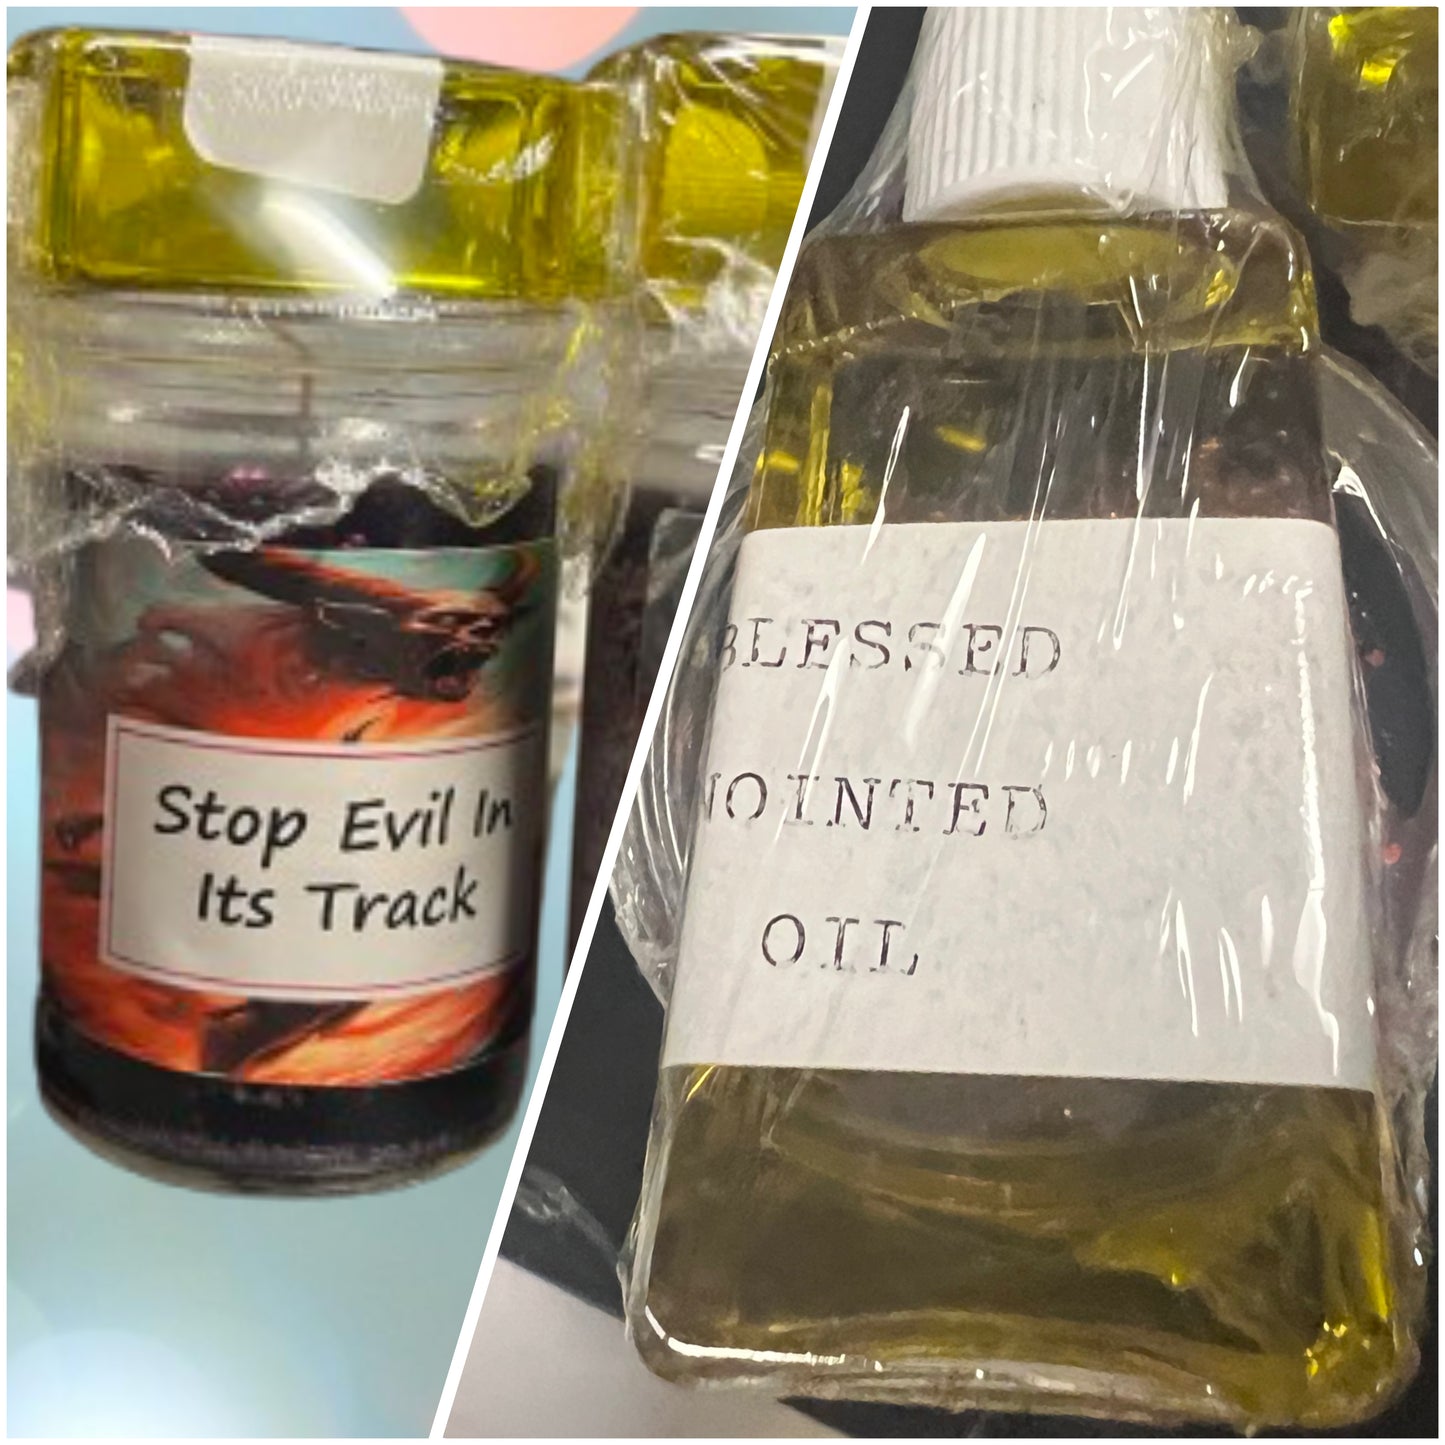 Stop Evil In
Its Track
BLESSED
NOINTED
OIL